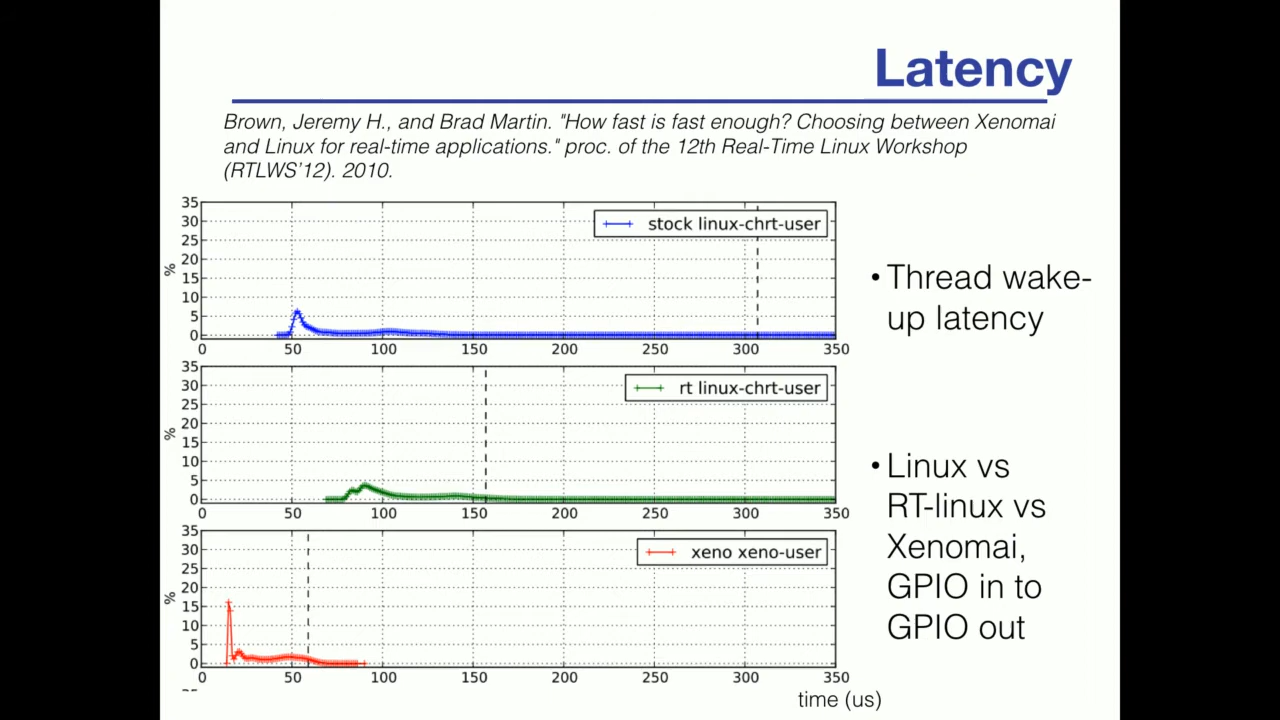 Latency
Brown, Jeremy H., and Brad Martin. "How fast is fast enough? Choosing between Xenomai
and Linux for real-time applications." proc. of the 12th Real-Time Linux Workshop
(RTLWS'12). 2010.
35
30
25
20
15
10
5
0
%
stock linux-chrt-user
0 50 100 150 200 250 300 350
35
30
25
20
15
10
5
0
%
rt linux-chrt-user
0 50 100 150 200 250 300 350
35
30
25
20
15
10
5
0
%
xeno xeno-user
0 50 100 150 200 250 300 350
time (us)
• Thread wake-
up latency
• Linux vs
RT-linux vs
Xenomai,
GPIO in to
GPIO out